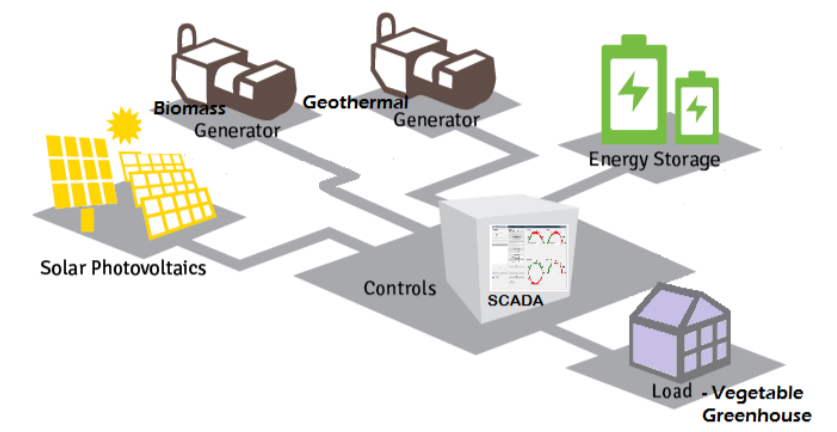 Biomass
Generator
Geothermal
Generator
Energy Storage
Solar Photovoltaics
Controls
SCADA
Load - Vegetable
Greenhouse